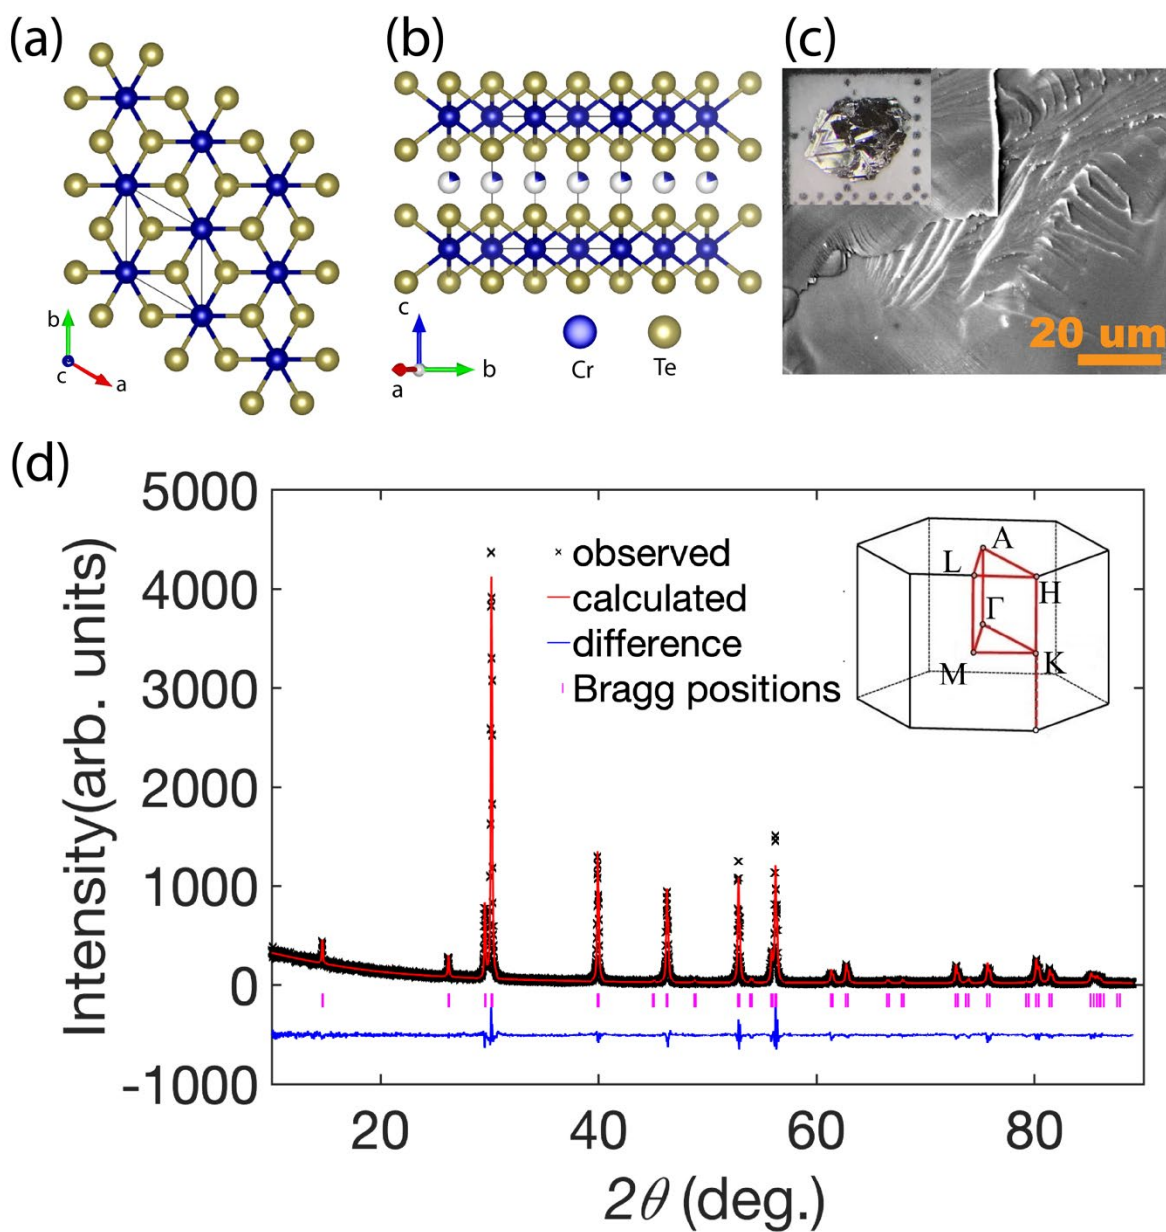 (a)
b
c
a
(b)
c
a
b
Cr
Te
(c)
20 um
(d)
Intensity(arb. units)
5000
4000
3000
2000
1000
0
-1000
20
40
60
80
2θ (deg.)
observed
calculated
difference
Bragg positions
A
L
H
Γ
M
K